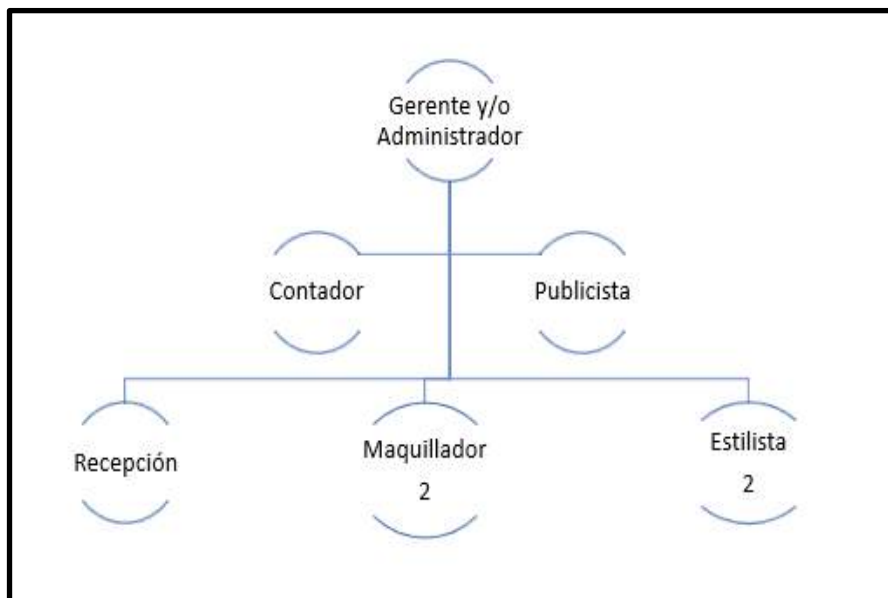 Gerente y/o
Administrador
Contador
Publicista
Recepción
Maquillador
2
Estilista
2